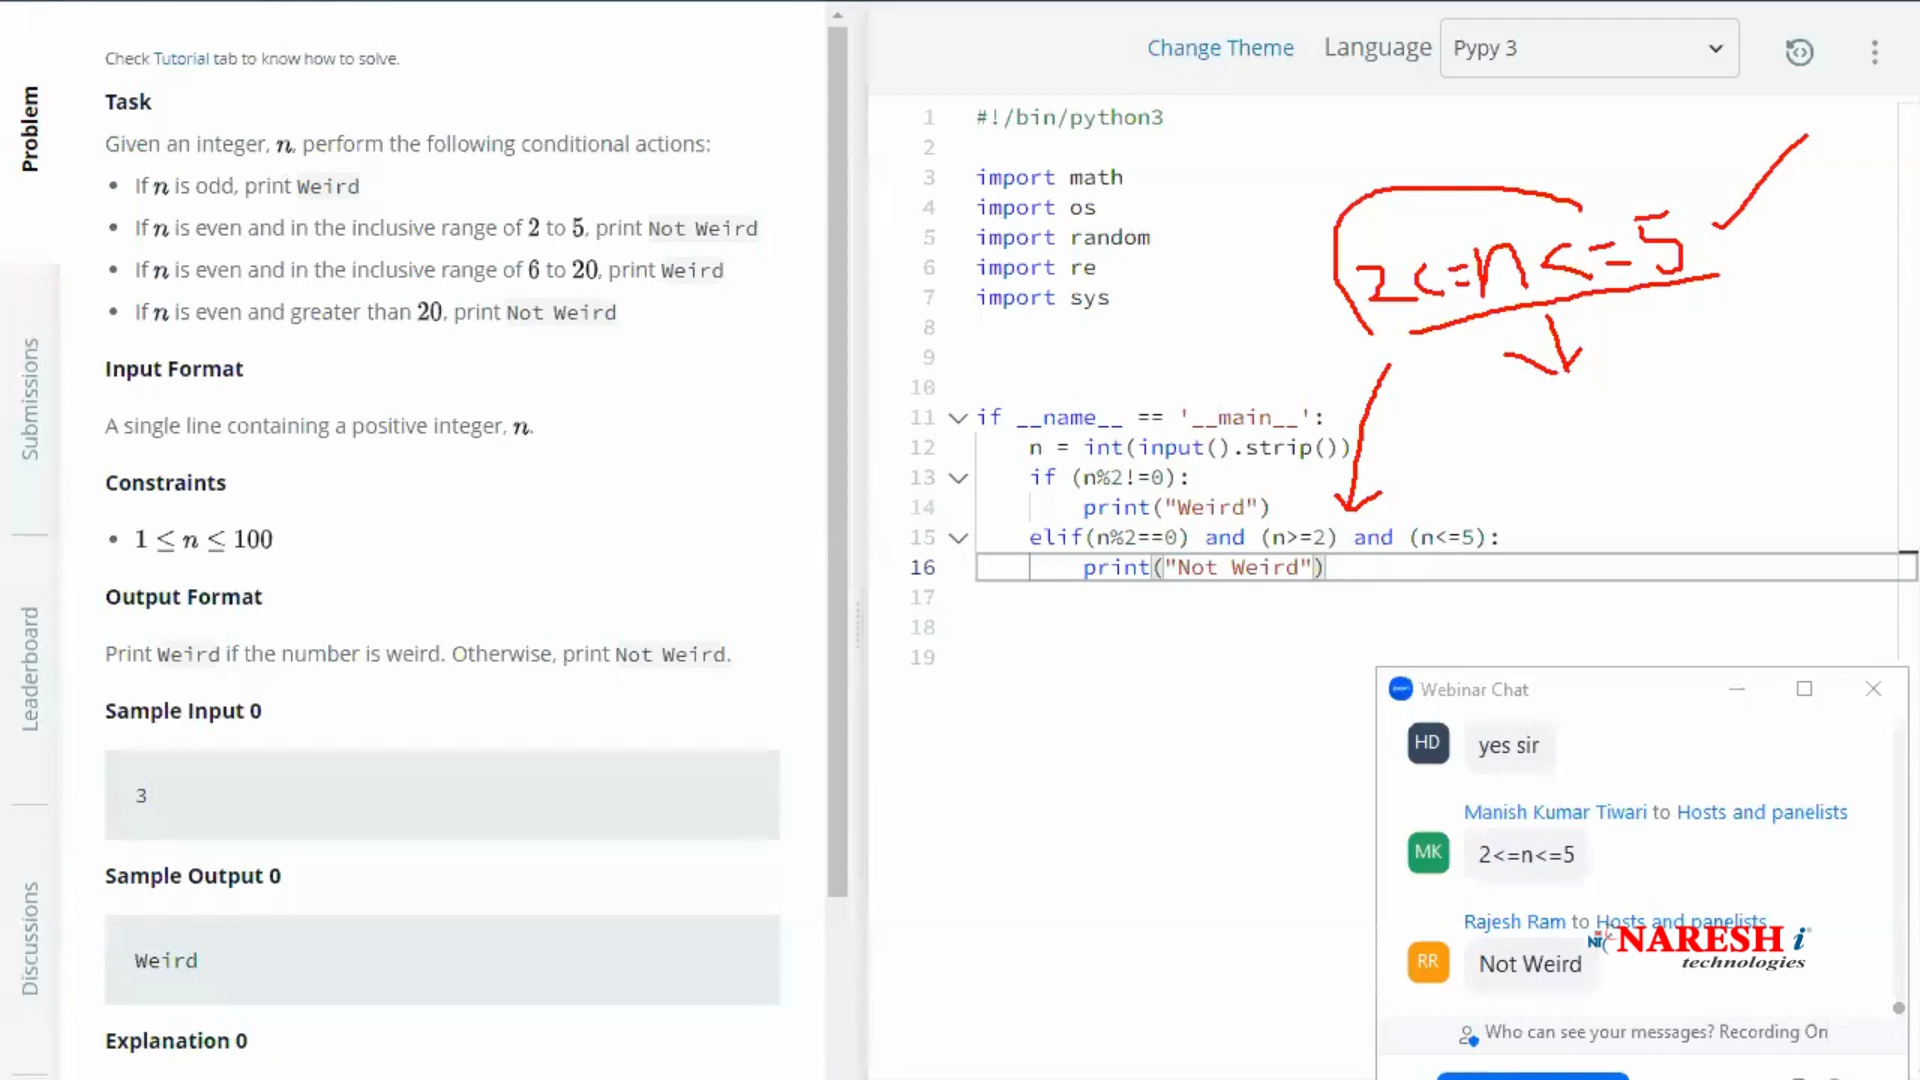 Problem
Submissions
Leaderboard
Discussions
Check Tutorial tab to know how to solve.
Task
Given an integer, n, perform the following conditional actions:
• If n is odd, print Weird
• If n is even and in the inclusive range of 2 to 5, print Not Weird
• If n is even and in the inclusive range of 6 to 20, print Weird
• If n is even and greater than 20, print Not Weird
Input Format
A single line containing a positive integer, n.
Constraints
• 1 ≤ n ≤ 100
Output Format
Print Weird if the number is weird. Otherwise, print Not Weird.
Sample Input 0
3
Sample Output 0
Weird
Explanation 0
Change Theme Language Pypy 3
1 #!/bin/python3
2
3 import math
4 import os
5 import random
6 import re
7 import sys
8
9
10
11 if __name__ == '__main__':
12 n = int(input().strip())
13 if (n%2!=0):
14 print("Weird")
15 elif(n%2==0) and (n>=2) and (n<=5):
16 print("Not Weird")
17
18
19
2<=n<=5
Webinar Chat
HD yes sir
Manish Kumar Tiwari to Hosts and panelists
MK 2<=n<=5
Rajesh Ram to Hosts and panelists
RR Not Weird
NARESH i
technologies
Who can see your messages? Recording On